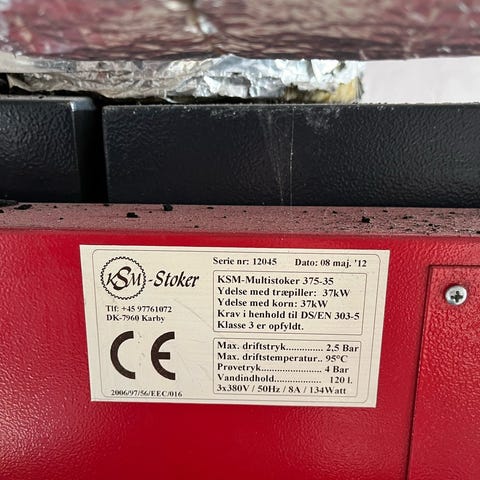 KSM-Stoker
Tlf: +45 97761072
DK-7960 Karby
CE
2006/97/56/EEC/016
Serie nr: 12045 Dato: 08 maj. '12
KSM-Multistoker 375-35
Ydelse med træpiller: 37kW
Ydelse med korn: 37kW
Krav i henhold til DS/EN 303-5
Klasse 3 er opfyldt.
Max. driftstryk.............. 2,5 Bar
Max. driftstemperatur.. 95°C
Provetryk..................... 4 Bar
Vandindhold................. 120 l.
3x380V / 50Hz / 8A / 134Watt